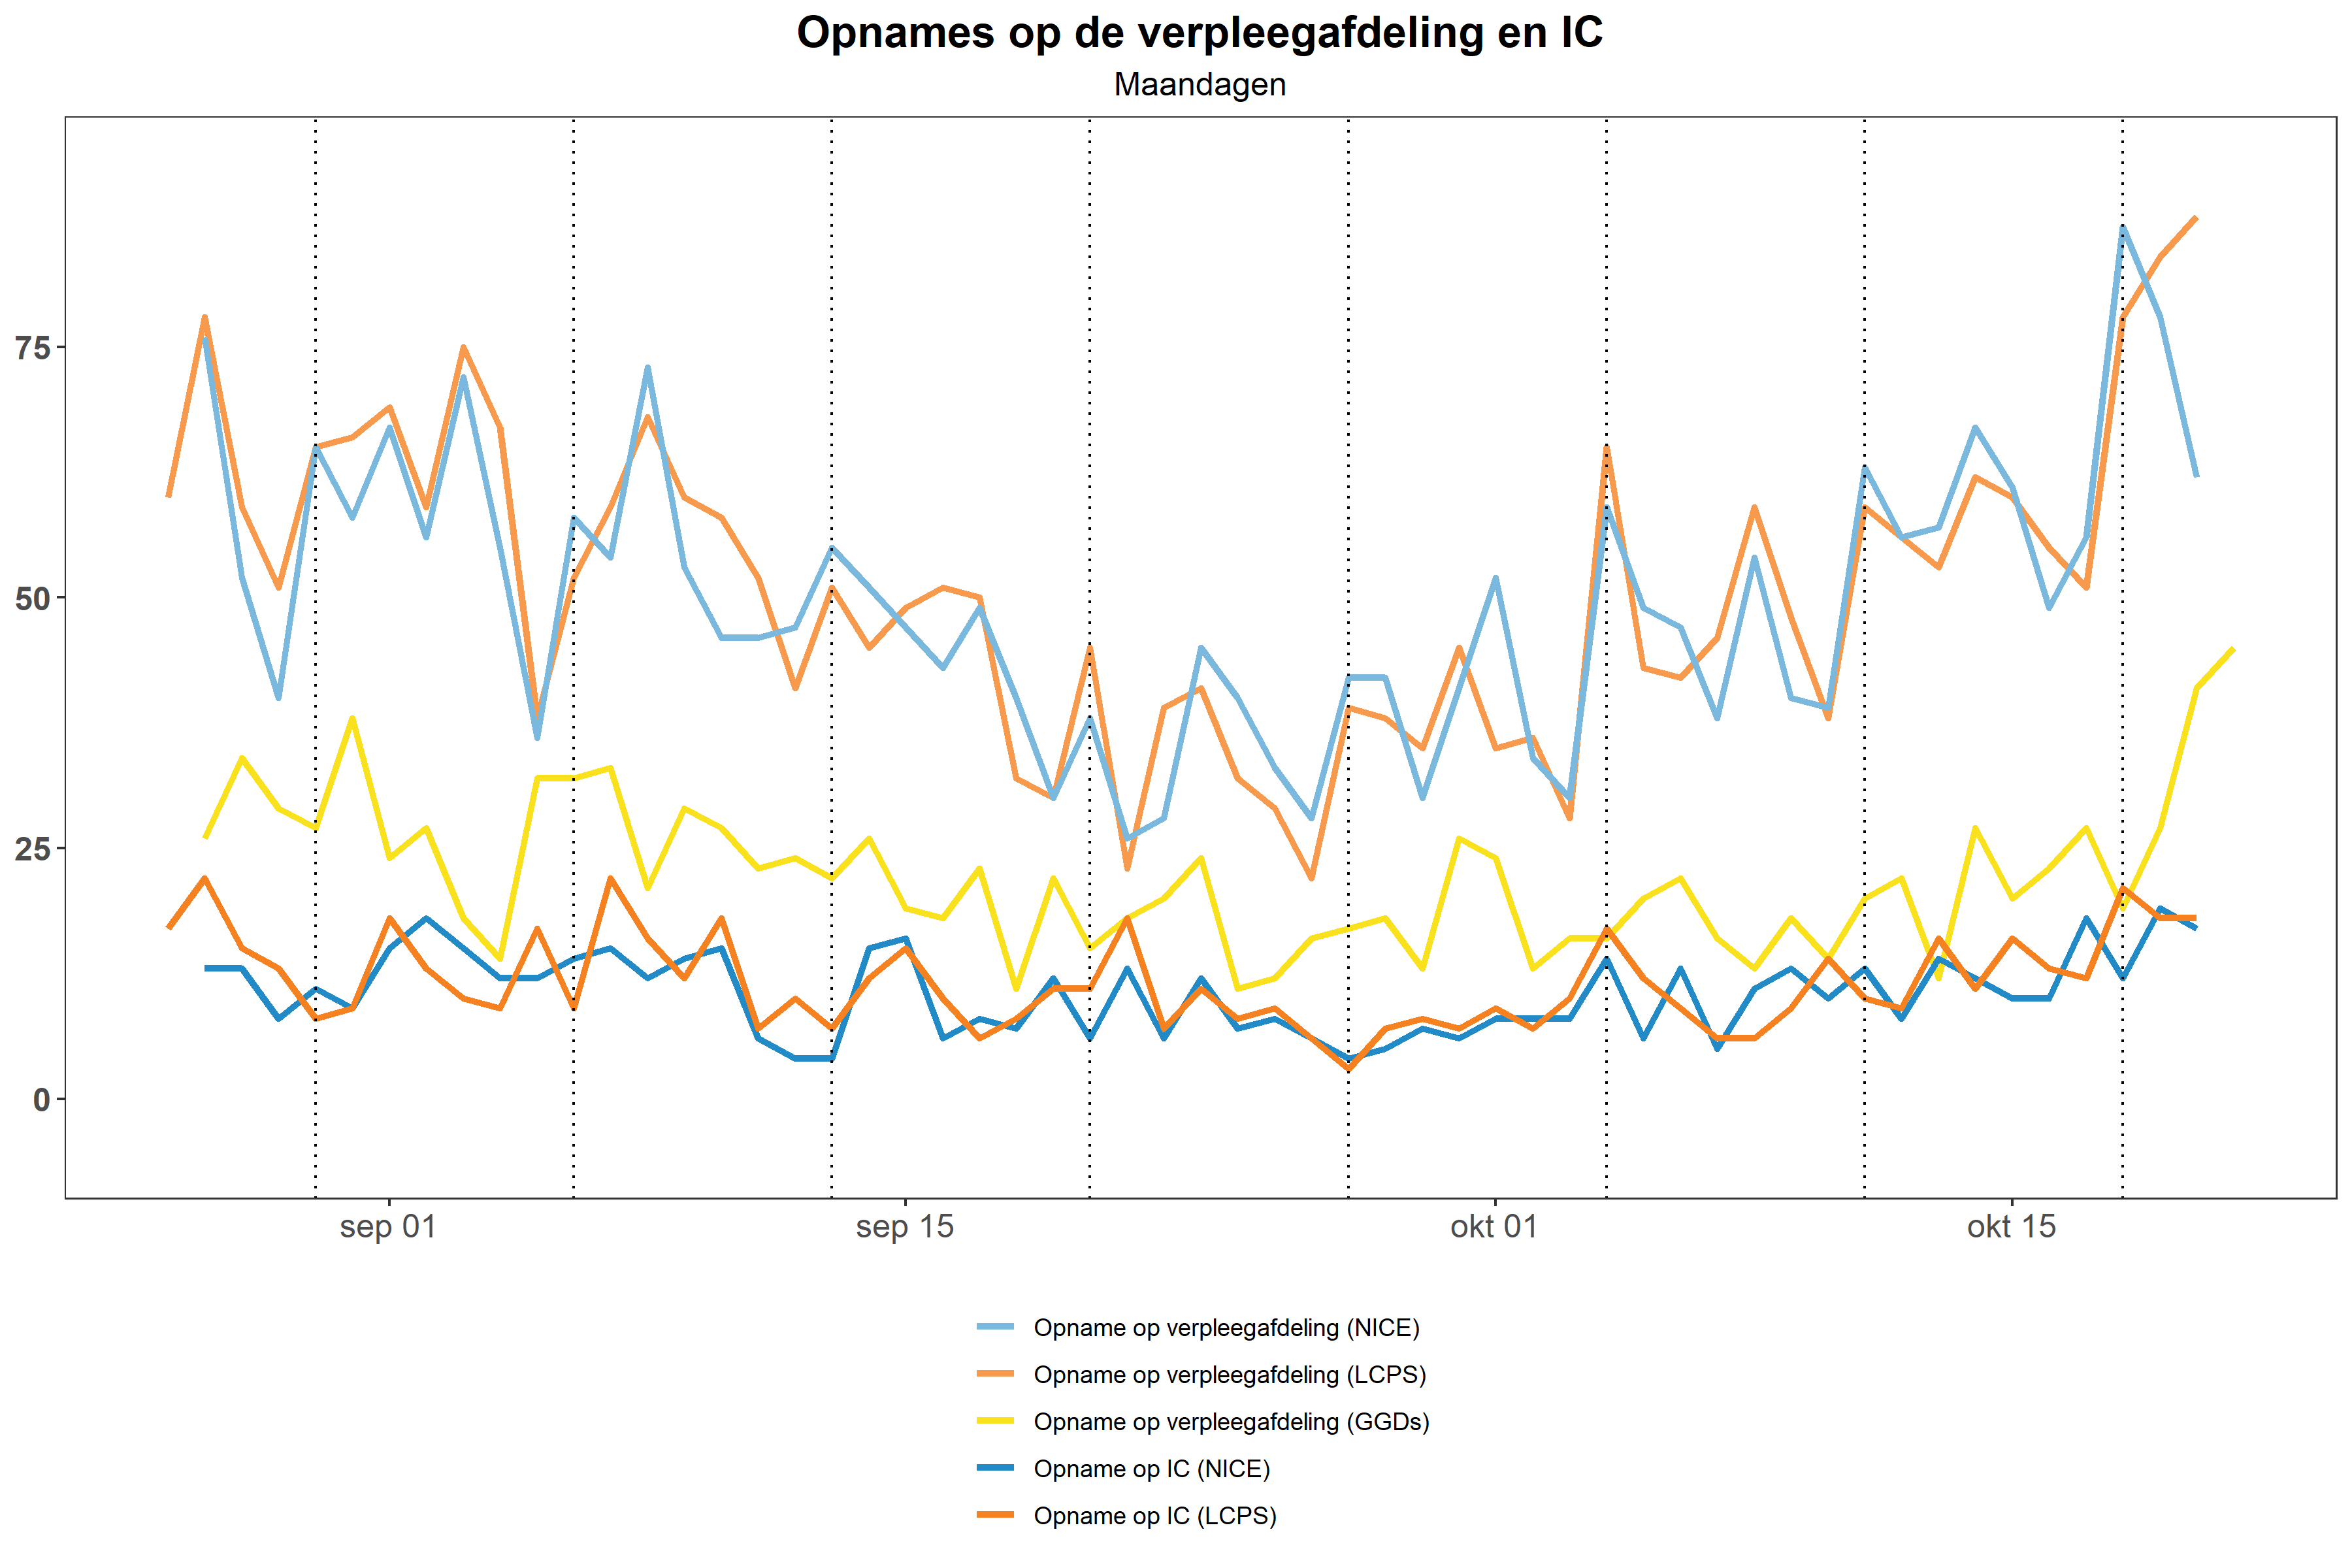 Opnames op de verpleegafdeling en IC
Maandagen
75
50
25
0
sep 01
sep 15
okt 01
okt 15
Opname op verpleegafdeling (NICE)
Opname op verpleegafdeling (LCPS)
Opname op verpleegafdeling (GGDs)
Opname op IC (NICE)
Opname op IC (LCPS)